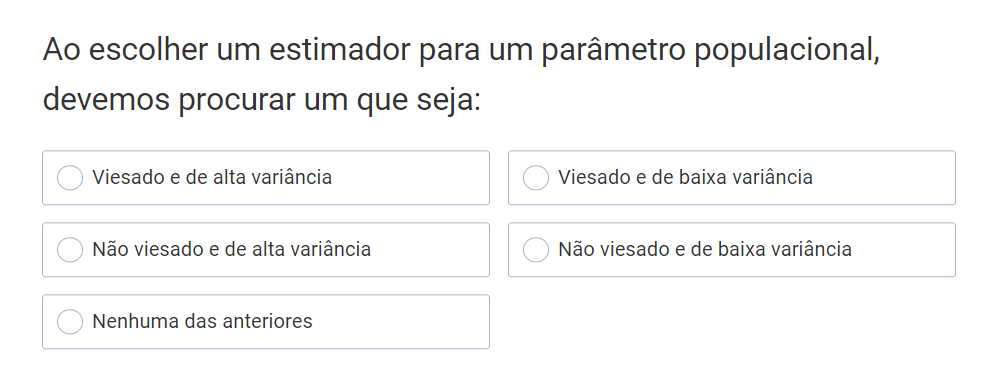 Ao escolher um estimador para um parâmetro populacional,
devemos procurar um que seja:
Viesado e de alta variância
Viesado e de baixa variância
Não viesado e de alta variância
Não viesado e de baixa variância
Nenhuma das anteriores